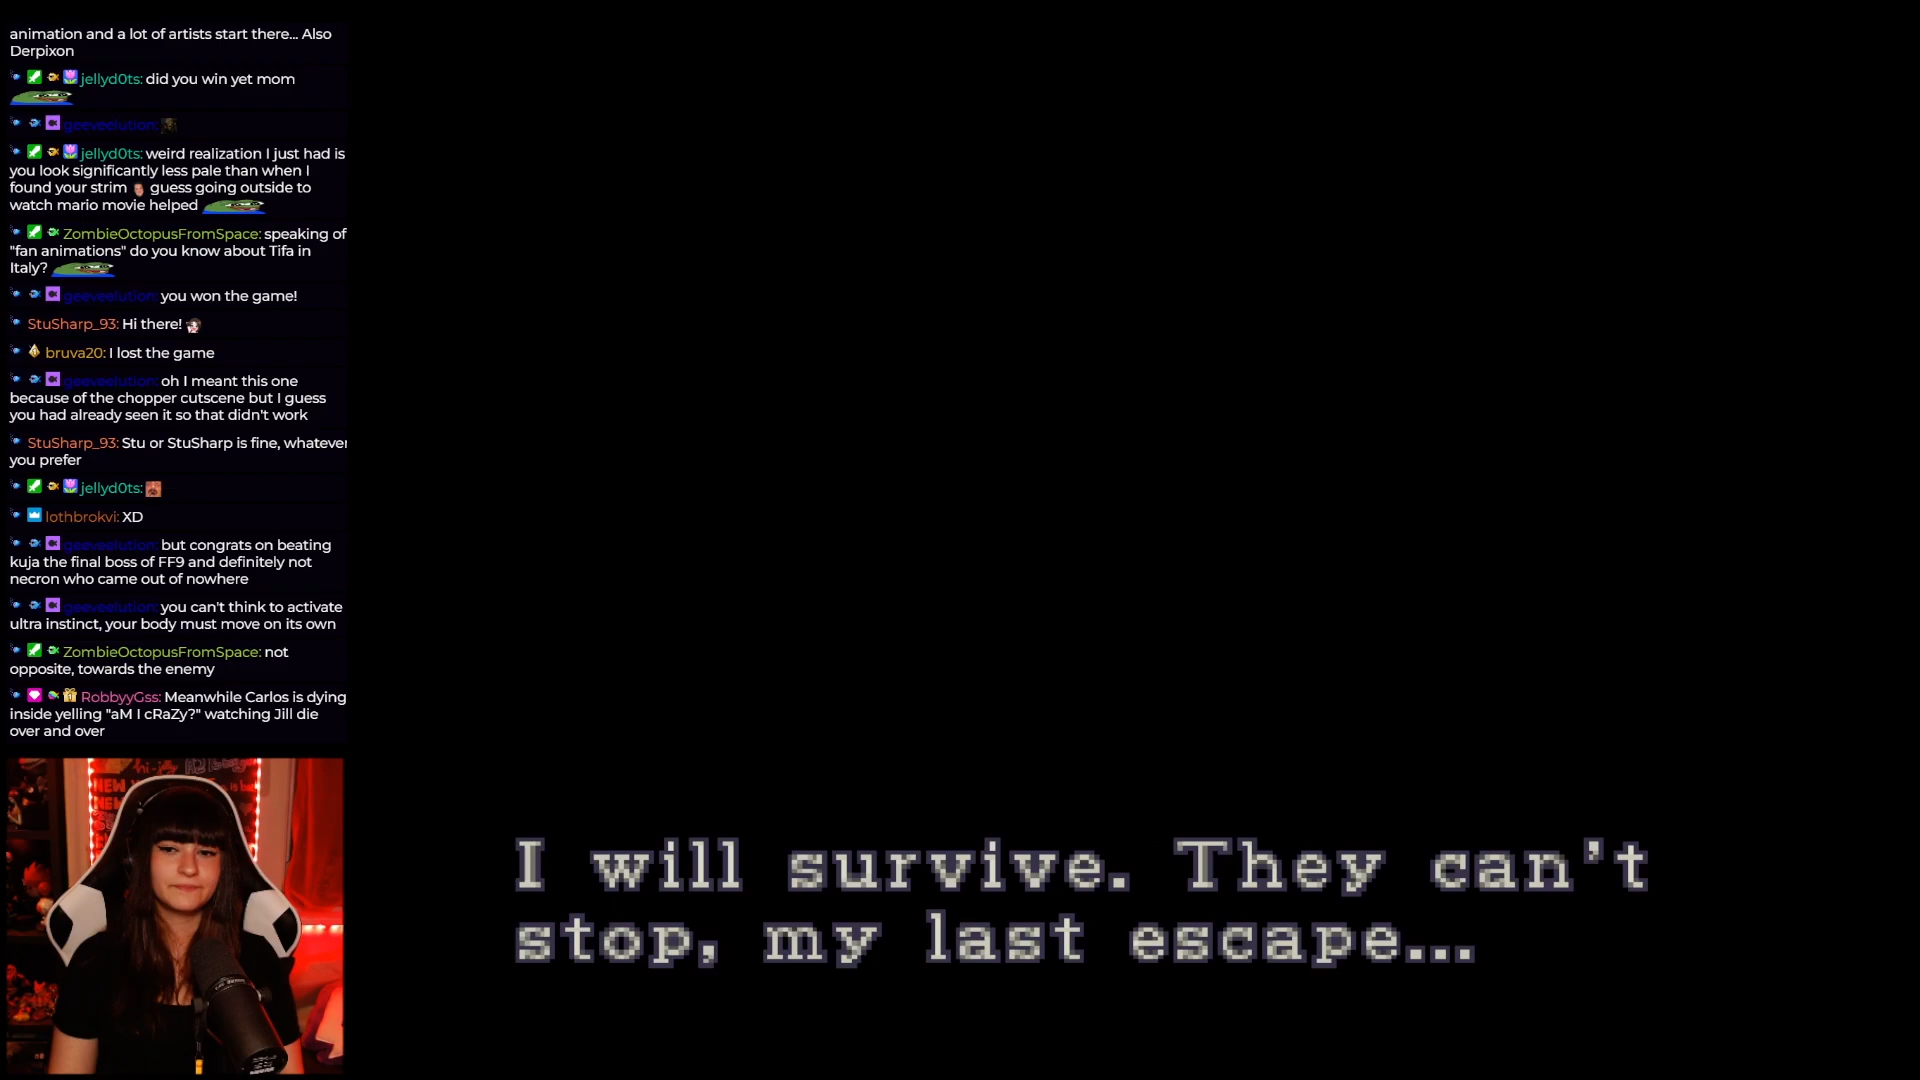 animation and a lot of artists start there... Also
Derpixon
jellyd0ts: did you win yet mom
geeveelution:
jellyd0ts: weird realization I just had is
you look significantly less pale than when I
found your strim guess going outside to
watch mario movie helped
ZombieOctopusFromSpace: speaking of
"fan animations" do you know about Tifa in
Italy?
geeveelution: you won the game!
StuSharp_93: Hi there!
bruva20: I lost the game
geeveelution: oh I meant this one
because of the chopper cutscene but I guess
you had already seen it so that didn't work
StuSharp_93: Stu or StuSharp is fine, whatever
you prefer
jellyd0ts:
lothbrokvi: XD
geeveelution: but congrats on beating
kuja the final boss of FF9 and definitely not
necron who came out of nowhere
geeveelution: you can't think to activate
ultra instinct, your body must move on its own
ZombieOctopusFromSpace: not
opposite, towards the enemy
RobbyyGss: Meanwhile Carlos is dying
inside yelling "aM I cRaZy?" watching Jill die
over and over
hi-
NEW
I will survive. They can't
stop, my last escape...